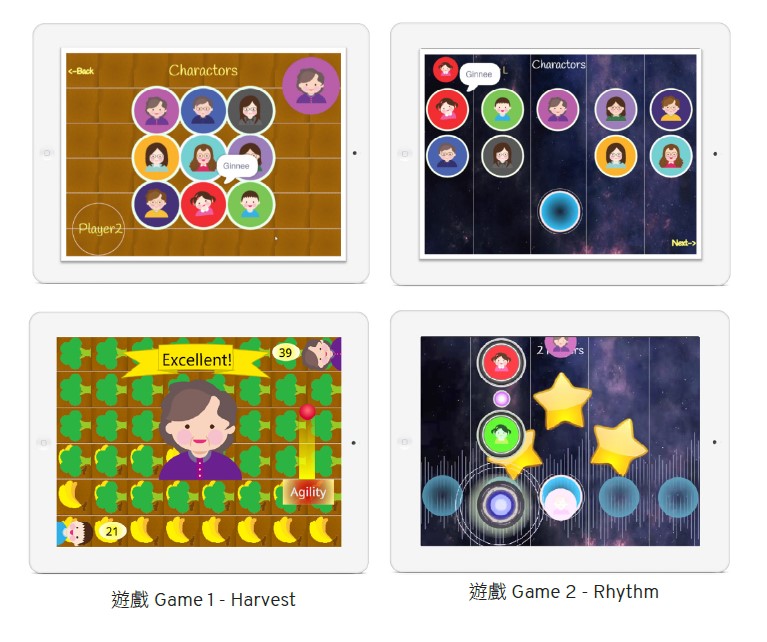 <-Back
Charactors
Ginnee
Player2
Charactors
Ginnee
L
Next->
Excellent!
39
Agility
21
2
遊戲 Game 1 - Harvest
遊戲 Game 2 - Rhythm